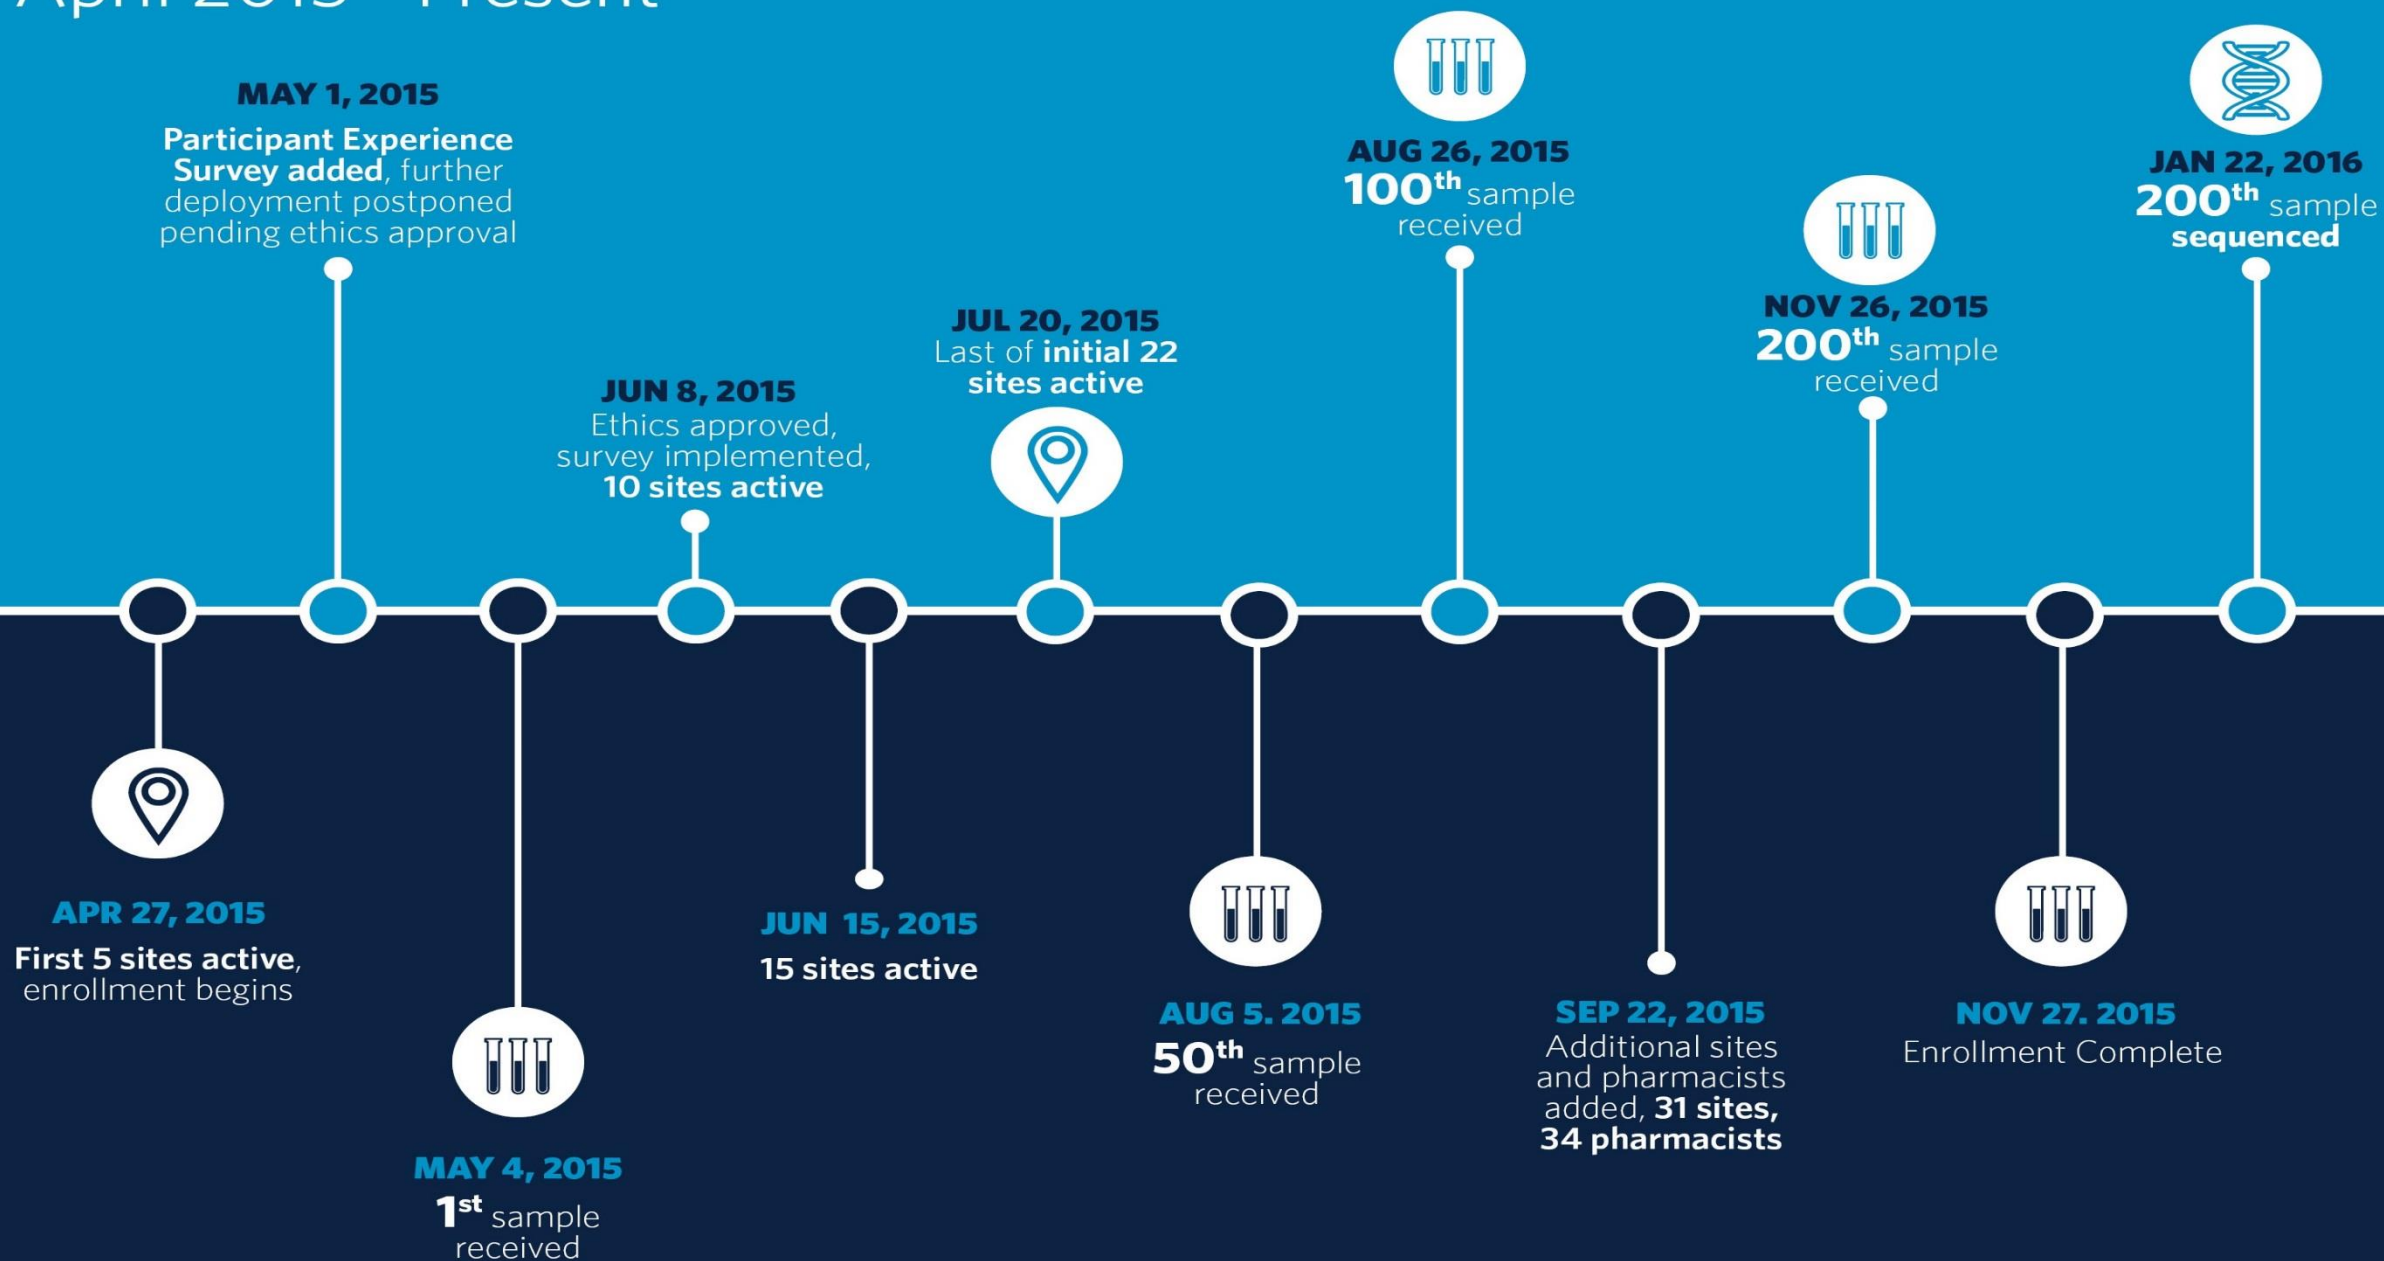 April 2015 - Present
MAY 1, 2015
Participant Experience
Survey added, further
deployment postponed
pending ethics approval
JUN 8, 2015
Ethics approved,
survey implemented,
10 sites active
JUL 20, 2015
Last of initial 22
sites active
AUG 26, 2015
100th sample
received
NOV 26, 2015
200th sample
received
JAN 22, 2016
200th sample
sequenced
APR 27, 2015
First 5 sites active,
enrollment begins
MAY 4, 2015
1st sample
received
JUN 15, 2015
15 sites active
AUG 5. 2015
50th sample
received
SEP 22, 2015
Additional sites
and pharmacists
added, 31 sites,
34 pharmacists
NOV 27. 2015
Enrollment Complete